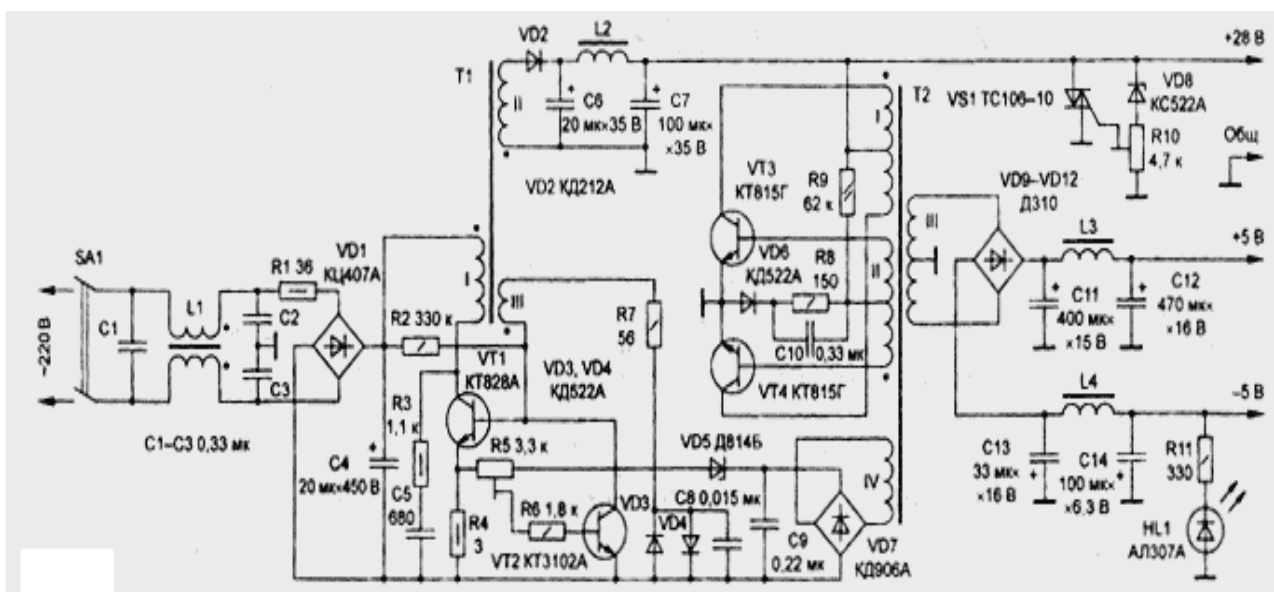 VD2
L2
+28 В
T1
II
C6
20 мк×35 В
C7
100 мк×
×35 В
I
T2
VS1 ТС106–10
VD8
КС522А
R10
4,7 к
Общ
VD2 КД212А
VT3
КТ815Г
R9
62 к
VD9–VD12
Д310
SA1
VD1
КЦ407А
R1 36
L1
C1
C2
C3
~220 В
I
III
R2 330 к
R7
56
VD6
КД522А
R8
150
II
III
L3
+5 В
C11
400 мк×
×15 В
C12
470 мк×
×16 В
C10 0,33 мк
VT1
КТ828А
VD3, VD4
КД522А
VT4 КТ815Г
L4
–5 В
C1–C3 0,33 мк
R3
1,1 к
C4
20 мк×450 В
R5 3,3 к
VD5 Д814Б
IV
C13
33 мк×
×16 В
C14
100 мк×
×6,3 В
R11
330
C5
680
R6 1,8 к
R4
3
VD3
VD4
C8 0,015 мк
VT2 КТ3102А
C9
0,22 мк
VD7
КД906А
HL1
АЛ307А